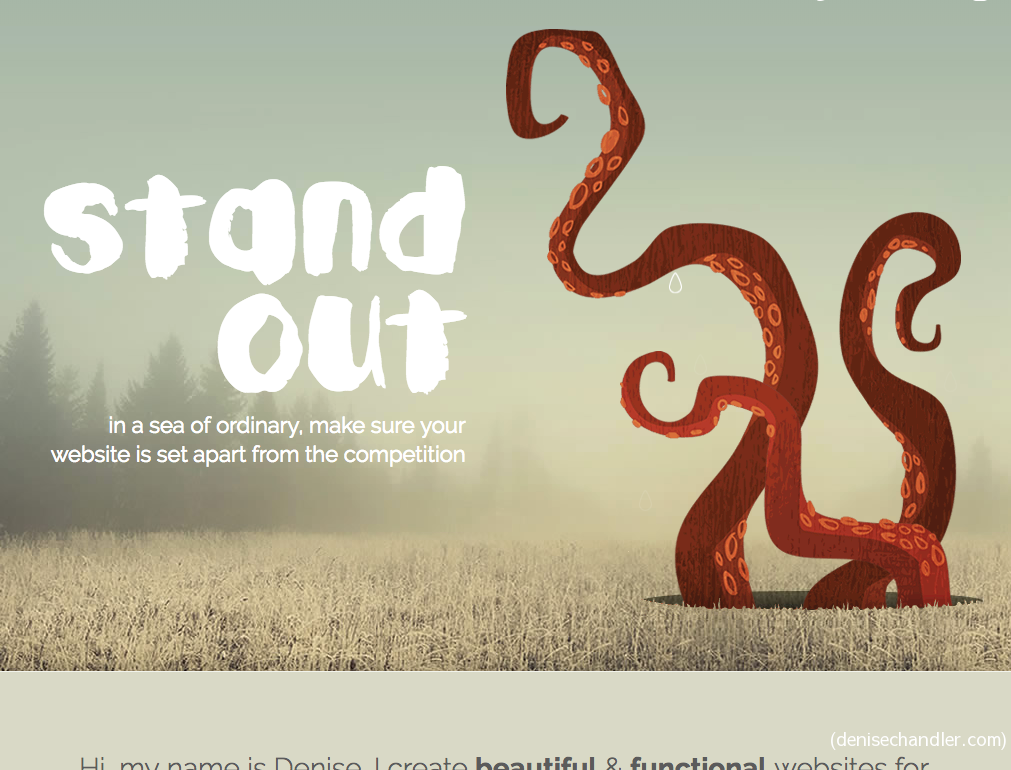 stand
out
in a sea of ordinary, make sure your
website is set apart from the competition
(denisechandler.com)
Hi, my name is Denise. I create beautiful & functional websites for